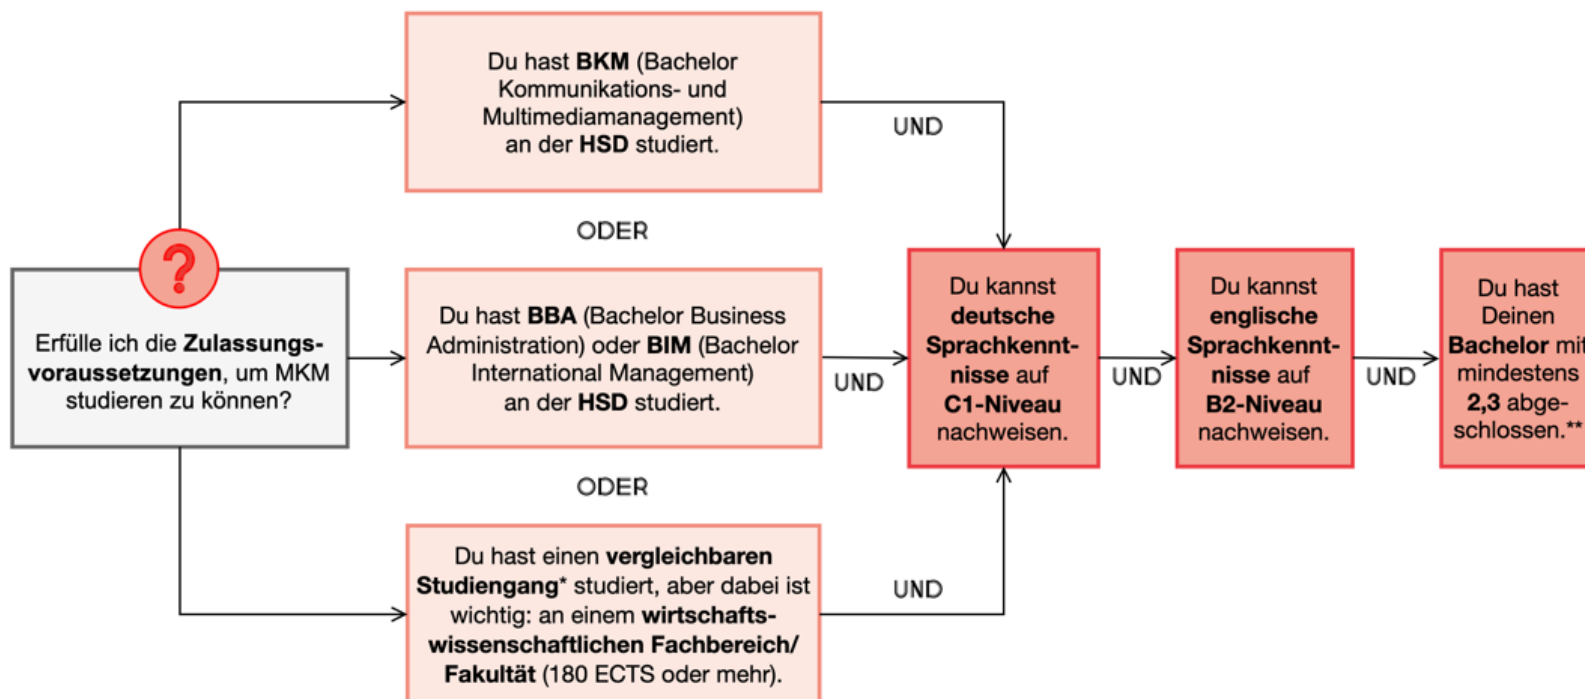 Du hast BKM (Bachelor
Kommunikations- und
Multimediamanagement)
an der HSD studiert.
UND
ODER
?
Erfülle ich die Zulassungs-
voraussetzungen, um MKM
studieren zu können?
Du hast BBA (Bachelor Business
Administration) oder BIM (Bachelor
International Management)
an der HSD studiert.
UND
Du kannst
deutsche
Sprachkennt-
nisse auf
C1-Niveau
nachweisen.
UND
Du kannst
englische
Sprachkennt-
nisse auf
B2-Niveau
nachweisen.
UND
Du hast
Deinen
Bachelor mit
mindestens
2,3 abge-
schlossen.**
ODER
Du hast einen vergleichbaren
Studiengang* studiert, aber dabei ist
wichtig: an einem wirtschafts-
wissenschaftlichen Fachbereich/
Fakultät (180 ECTS oder mehr).
UND